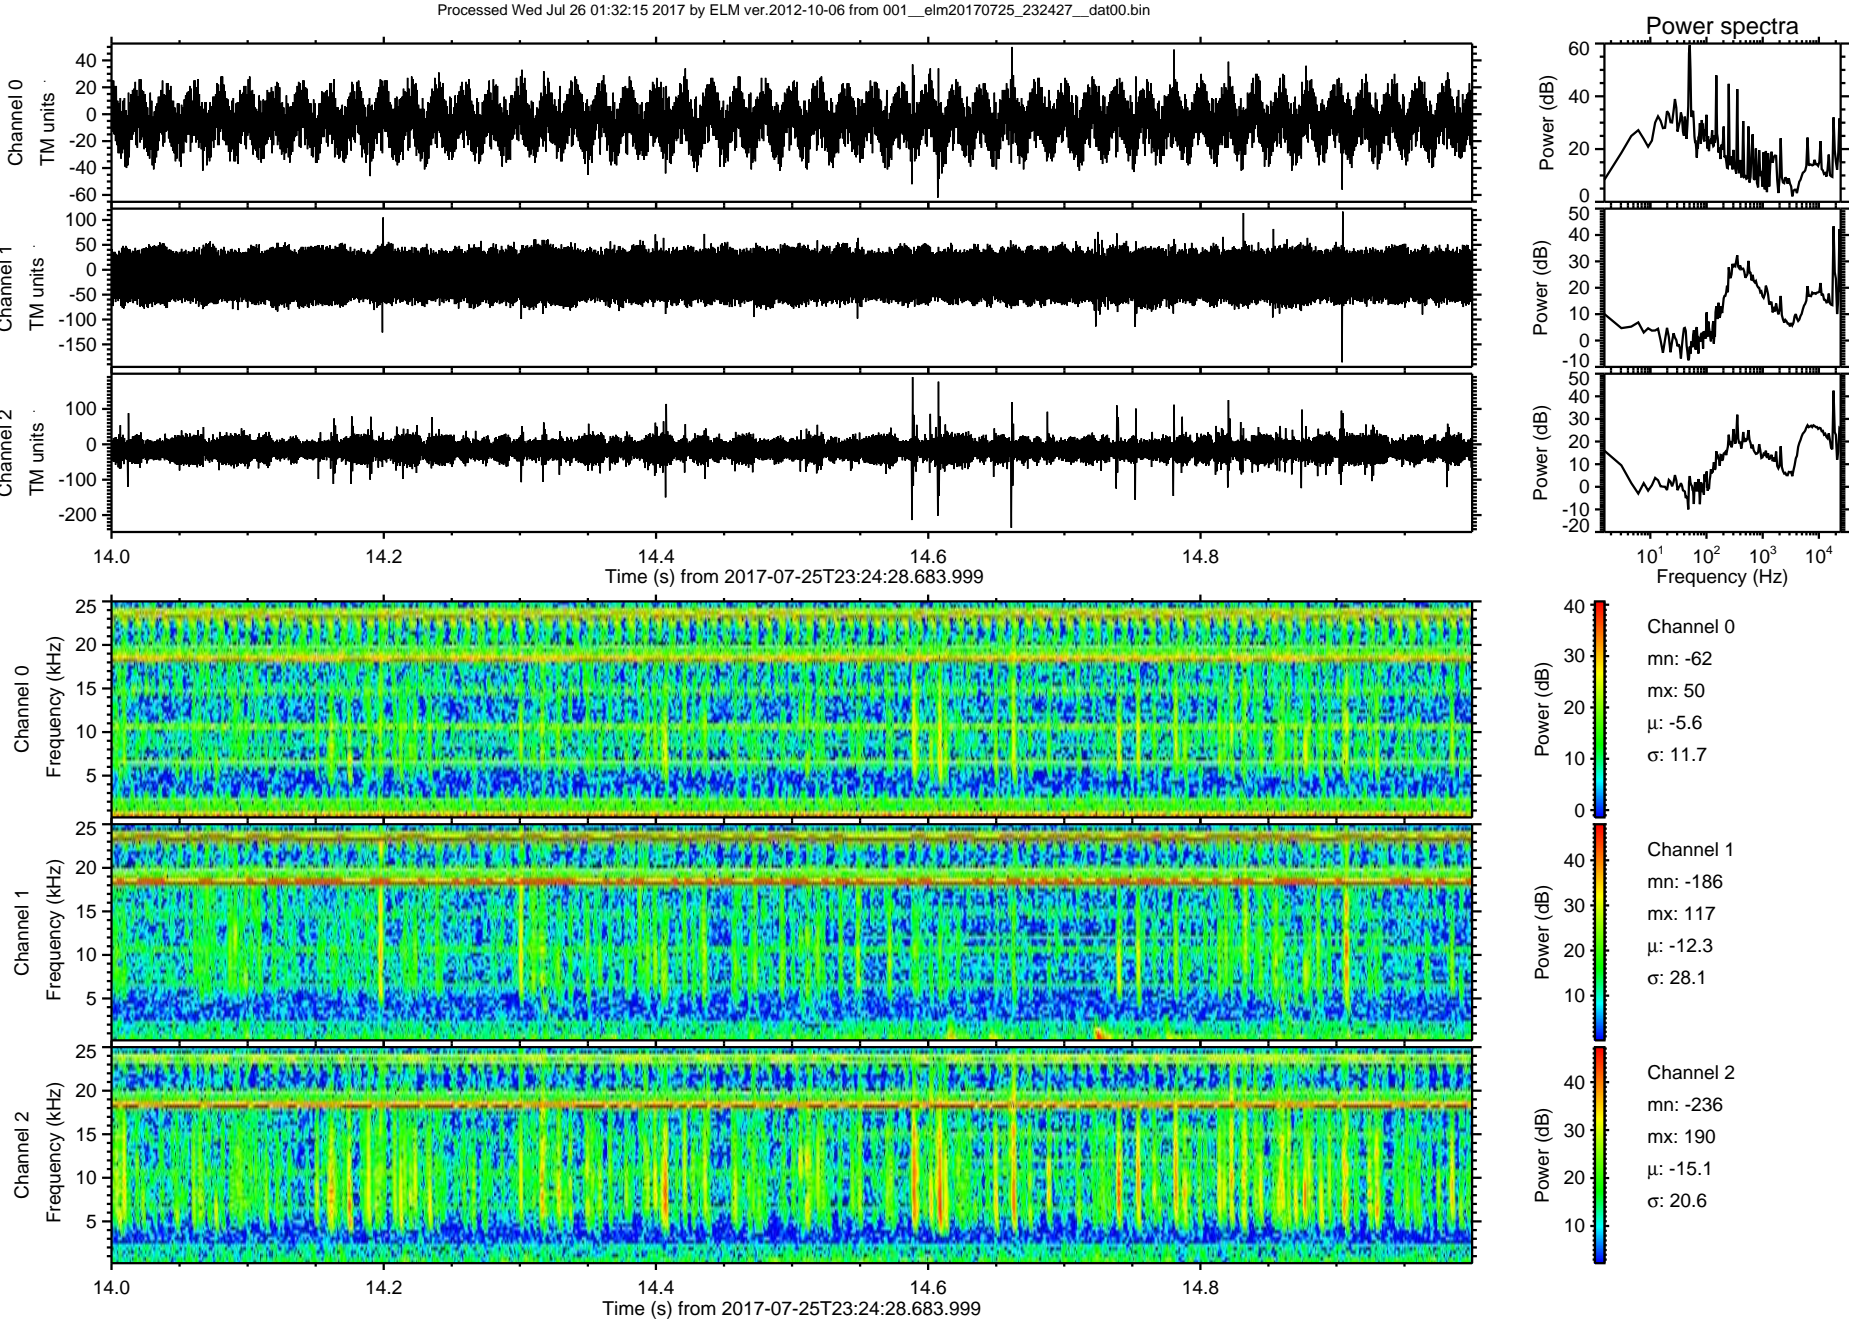 Processed Wed Jul 26 01:32:15 2017 by ELM ver.2012-10-06 from 001__elm20170725_232427__dat00.bin
Power spectra
Channel 0
TM units
40
20
0
-20
-40
-60
Power (dB)
60
40
20
0
Channel 1
TM units
100
50
0
-50
-100
-150
Power (dB)
50
40
30
20
10
0
-10
Channel 2
TM units
100
0
-100
-200
Power (dB)
50
40
30
20
10
0
-10
-20
14.0 14.2 14.4 14.6 14.8
Time (s) from 2017-07-25T23:24:28.683.999
10¹ 10² 10³ 10⁴
Frequency (Hz)
Channel 0
Frequency (kHz)
25
20
15
10
5
Power (dB)
40
30
20
10
0
Channel 0
mn: -62
mx: 50
µ: -5.6
σ: 11.7
Channel 1
Frequency (kHz)
25
20
15
10
5
Power (dB)
40
30
20
10
Channel 1
mn: -186
mx: 117
µ: -12.3
σ: 28.1
Channel 2
Frequency (kHz)
25
20
15
10
5
Power (dB)
40
30
20
10
Channel 2
mn: -236
mx: 190
µ: -15.1
σ: 20.6
14.0 14.2 14.4 14.6 14.8
Time (s) from 2017-07-25T23:24:28.683.999